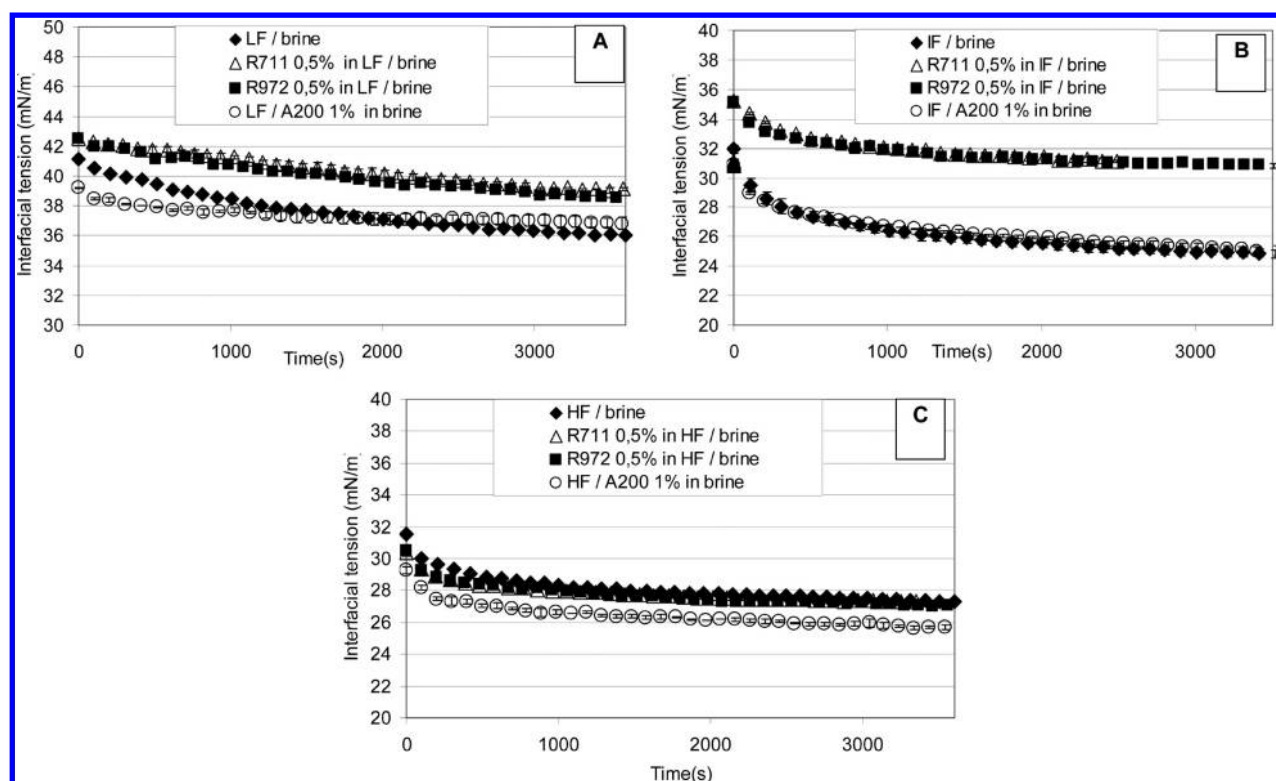 A
50
48
46
44
42
40
38
36
34
32
30
Interfacial tension (mN/m)
LF / brine
R711 0,5% in LF / brine
R972 0,5% in LF / brine
LF / A200 1% in brine
0 1000 2000 3000
Time(s)
B
40
38
36
34
32
30
28
26
24
22
20
Interfacial tension (mN/m)
IF / brine
R711 0,5% in IF / brine
R972 0,5% in IF / brine
IF / A200 1% in brine
0 1000 2000 3000
Time(s)
C
40
38
36
34
32
30
28
26
24
22
20
Interfacial tension (mN/m)
HF / brine
R711 0,5% in HF / brine
R972 0,5% in HF / brine
HF / A200 1% in brine
0 1000 2000 3000
Time(s)